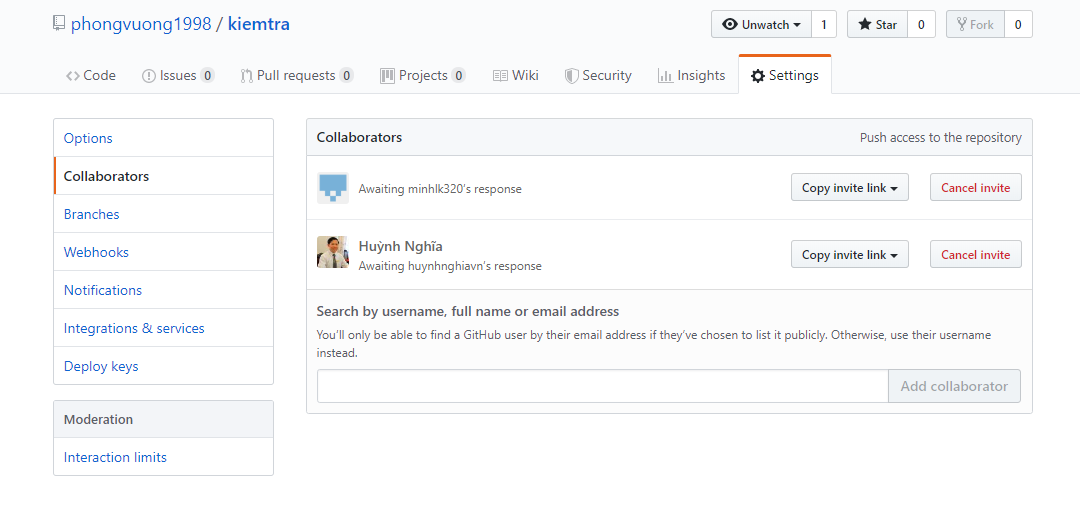 phongvuong1998 / kiemtra
Unwatch 1 Star 0 Fork 0
Code Issues 0 Pull requests 0 Projects 0 Wiki Security Insights Settings
Options
Collaborators
Branches
Webhooks
Notifications
Integrations & services
Deploy keys
Moderation
Interaction limits
Collaborators Push access to the repository
Awaiting minhlk320's response Copy invite link Cancel invite
Huỳnh Nghĩa
Awaiting huynhnghiavn's response Copy invite link Cancel invite
Search by username, full name or email address
You'll only be able to find a GitHub user by their email address if they've chosen to list it publicly. Otherwise, use their username
instead.
Add collaborator